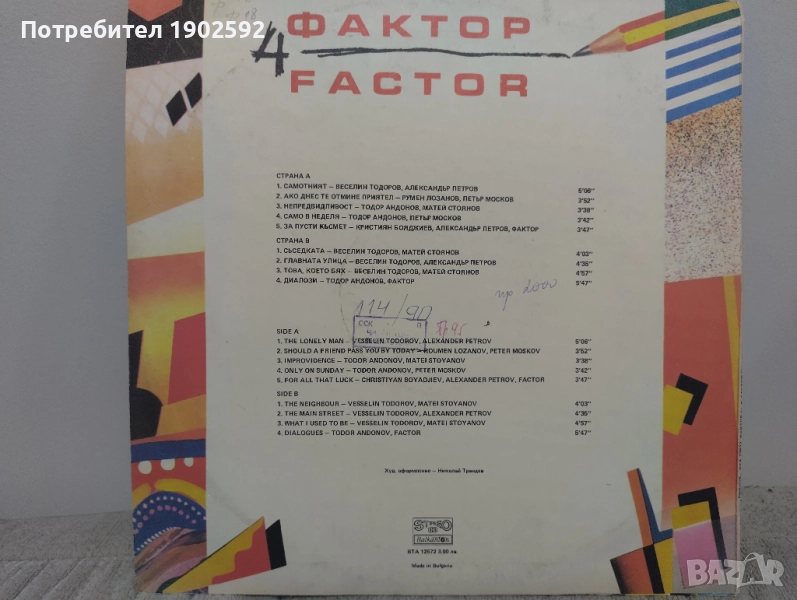 Потребител 1902592
4 ФАКТОР
FACTOR
СТРАНА А
1. САМОТНИЯТ – ВЕСЕЛИН ТОДОРОВ, АЛЕКСАНДЪР ПЕТРОВ 5'06"
2. АКО ДНЕС ТЕ ОТМИНЕ ПРИЯТЕЛ – РУМЕН ЛОЗАНОВ, ПЕТЪР МОСКОВ 3'52"
3. НЕПРЕДВИДЛИВОСТ – ТОДОР АНДОНОВ, МАТЕЙ СТОЯНОВ 3'38"
4. САМО В НЕДЕЛЯ – ТОДОР АНДОНОВ, ПЕТЪР МОСКОВ 3'42"
5. ЗА ПУСТИ КЪСМЕТ – КРИСТИЯН БОЯДЖИЕВ, АЛЕКСАНДЪР ПЕТРОВ, ФАКТОР 3'47"
СТРАНА В
1. СЪСЕДКАТА – ВЕСЕЛИН ТОДОРОВ, МАТЕЙ СТОЯНОВ 4'03"
2. ГЛАВНАТА УЛИЦА – ВЕСЕЛИН ТОДОРОВ, АЛЕКСАНДЪР ПЕТРОВ 4'35"
3. ТОВА, КОЕТО БЯХ – ВЕСЕЛИН ТОДОРОВ, МАТЕЙ СТОЯНОВ 4'57"
4. ДИАЛОЗИ – ТОДОР АНДОНОВ, ФАКТОР 5'47"
114/90
SIDE A
1. THE LONELY MAN – VESSELIN TODOROV, ALEXANDER PETROV 5'06"
2. SHOULD A FRIEND PASS YOU BY TODAY – ROUMEN LOZANOV, PETER MOSKOV 3'52"
3. IMPROVIDENCE – TODOR ANDONOV, MATEI STOYANOV 3'38"
4. ONLY ON SUNDAY – TODOR ANDONOV, PETER MOSKOV 3'42"
5. FOR ALL THAT LUCK – CHRISTIYAN BOYADJIEV, ALEXANDER PETROV, FACTOR 3'47"
SIDE B
1. THE NEIGHBOUR – VESSELIN TODOROV, MATEI STOYANOV 4'03"
2. THE MAIN STREET – VESSELIN TODOROV, ALEXANDER PETROV 4'35"
3. WHAT I USED TO BE – VESSELIN TODOROV, MATEI STOYANOV 4'57"
4. DIALOGUES – TODOR ANDONOV, FACTOR 5'47"
Худ. оформление – Николай
STEREO
Balkanton
ВТА 12572 3.60 лв.
Made in Bulgaria
BAZAR